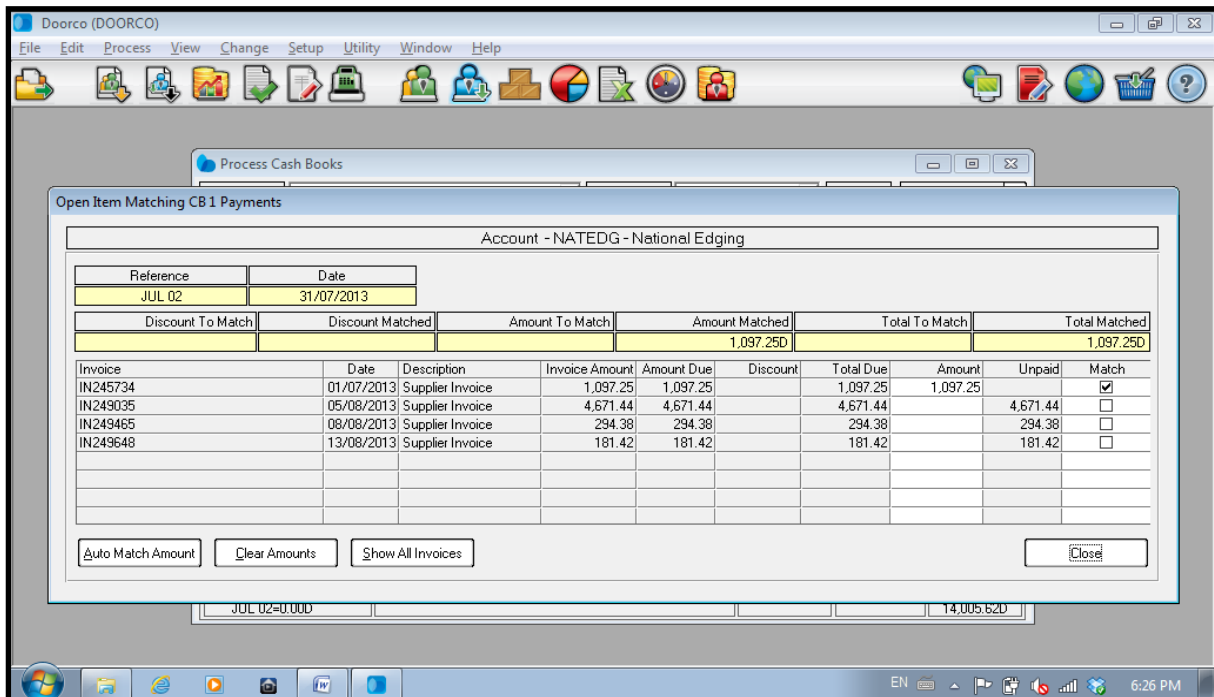 Doorco (DOORCO)
File Edit Process View Change Setup Utility Window Help
Process Cash Books
Open Item Matching CB 1 Payments
Account - NATEDG - National Edging
Reference Date
JUL 02 31/07/2013
Discount To Match Discount Matched Amount To Match Amount Matched Total To Match Total Matched
1,097.25D 1,097.25D
Invoice Date Description Invoice Amount Amount Due Discount Total Due Amount Unpaid Match
IN245734 01/07/2013 Supplier Invoice 1,097.25 1,097.25 1,097.25 1,097.25
IN249035 05/08/2013 Supplier Invoice 4,671.44 4,671.44 4,671.44 4,671.44
IN249465 08/08/2013 Supplier Invoice 294.38 294.38 294.38 294.38
IN249648 13/08/2013 Supplier Invoice 181.42 181.42 181.42 181.42
Auto Match Amount Clear Amounts Show All Invoices Close
JUL 02=0.00D 14,005.62D
EN 6:26 PM